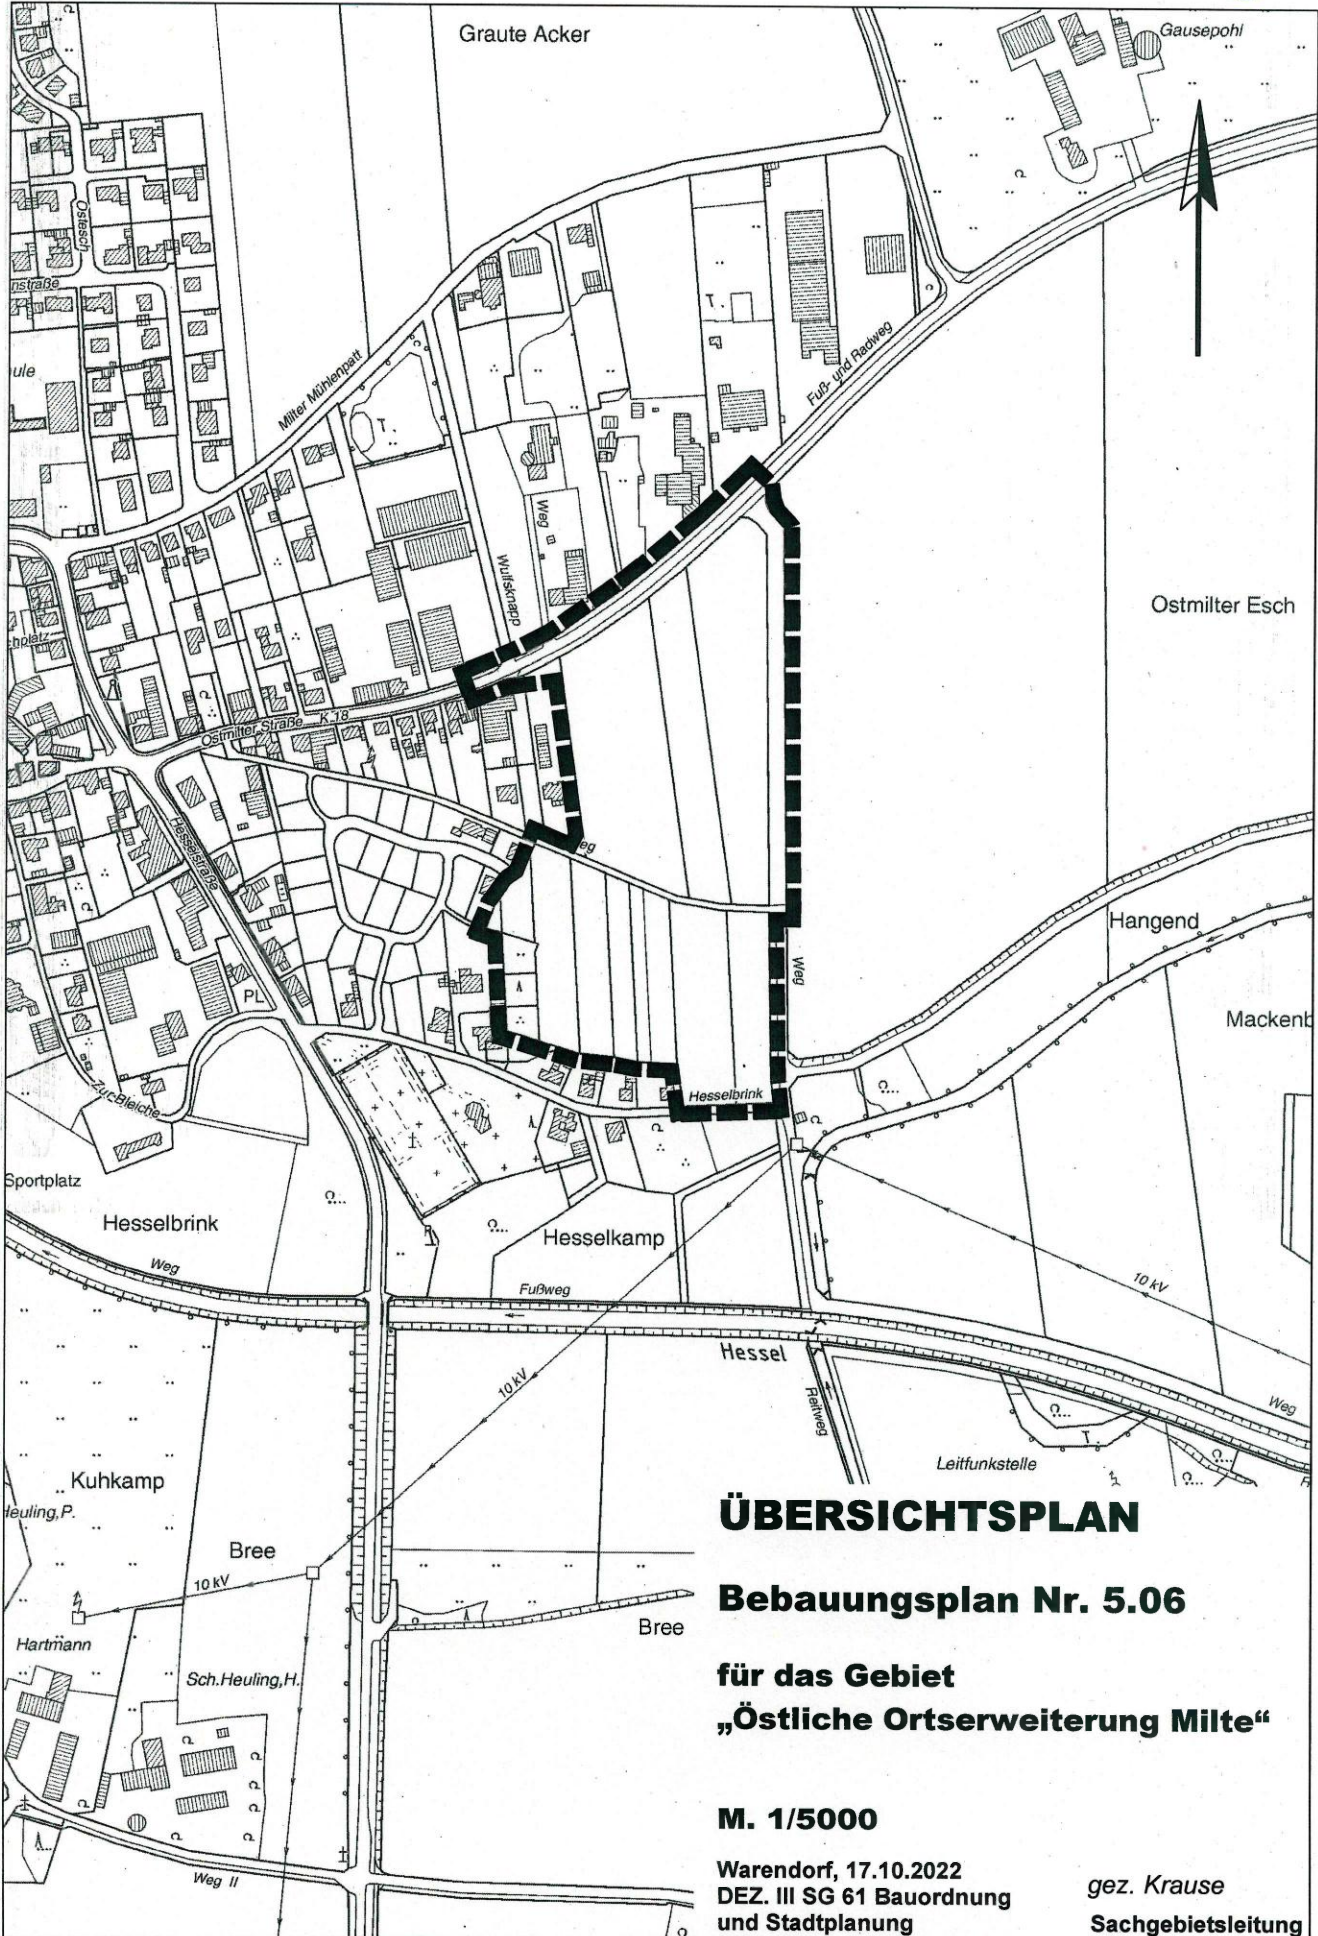 Graute Acker
Gausepohl
Ostesch
nstraße
ule
Milter Mühlenpatt
T.
T.
Fuß- und Radweg
Weg
Wulfsknapp
Ostmilter Esch
chplatz
Ostmilter Straße K 18
Hesselstraße
eg
Hangend
Weg
PL
Mackenb
Zur Bleiche
Hesselbrink
Sportplatz
Hesselbrink
Hesselkamp
Weg
Fußweg
10 kV
Hessel
10 kV
Reitweg
Weg
T.
Leitfunkstelle
Kuhkamp
Heuling,P.
Bree
10 kV
Bree
Hartmann
Sch.Heuling,H.
Weg II
ÜBERSICHTSPLAN
Bebauungsplan Nr. 5.06
für das Gebiet
„Östliche Ortserweiterung Milte“
M. 1/5000
Warendorf, 17.10.2022
DEZ. III SG 61 Bauordnung
und Stadtplanung
gez. Krause
Sachgebietsleitung